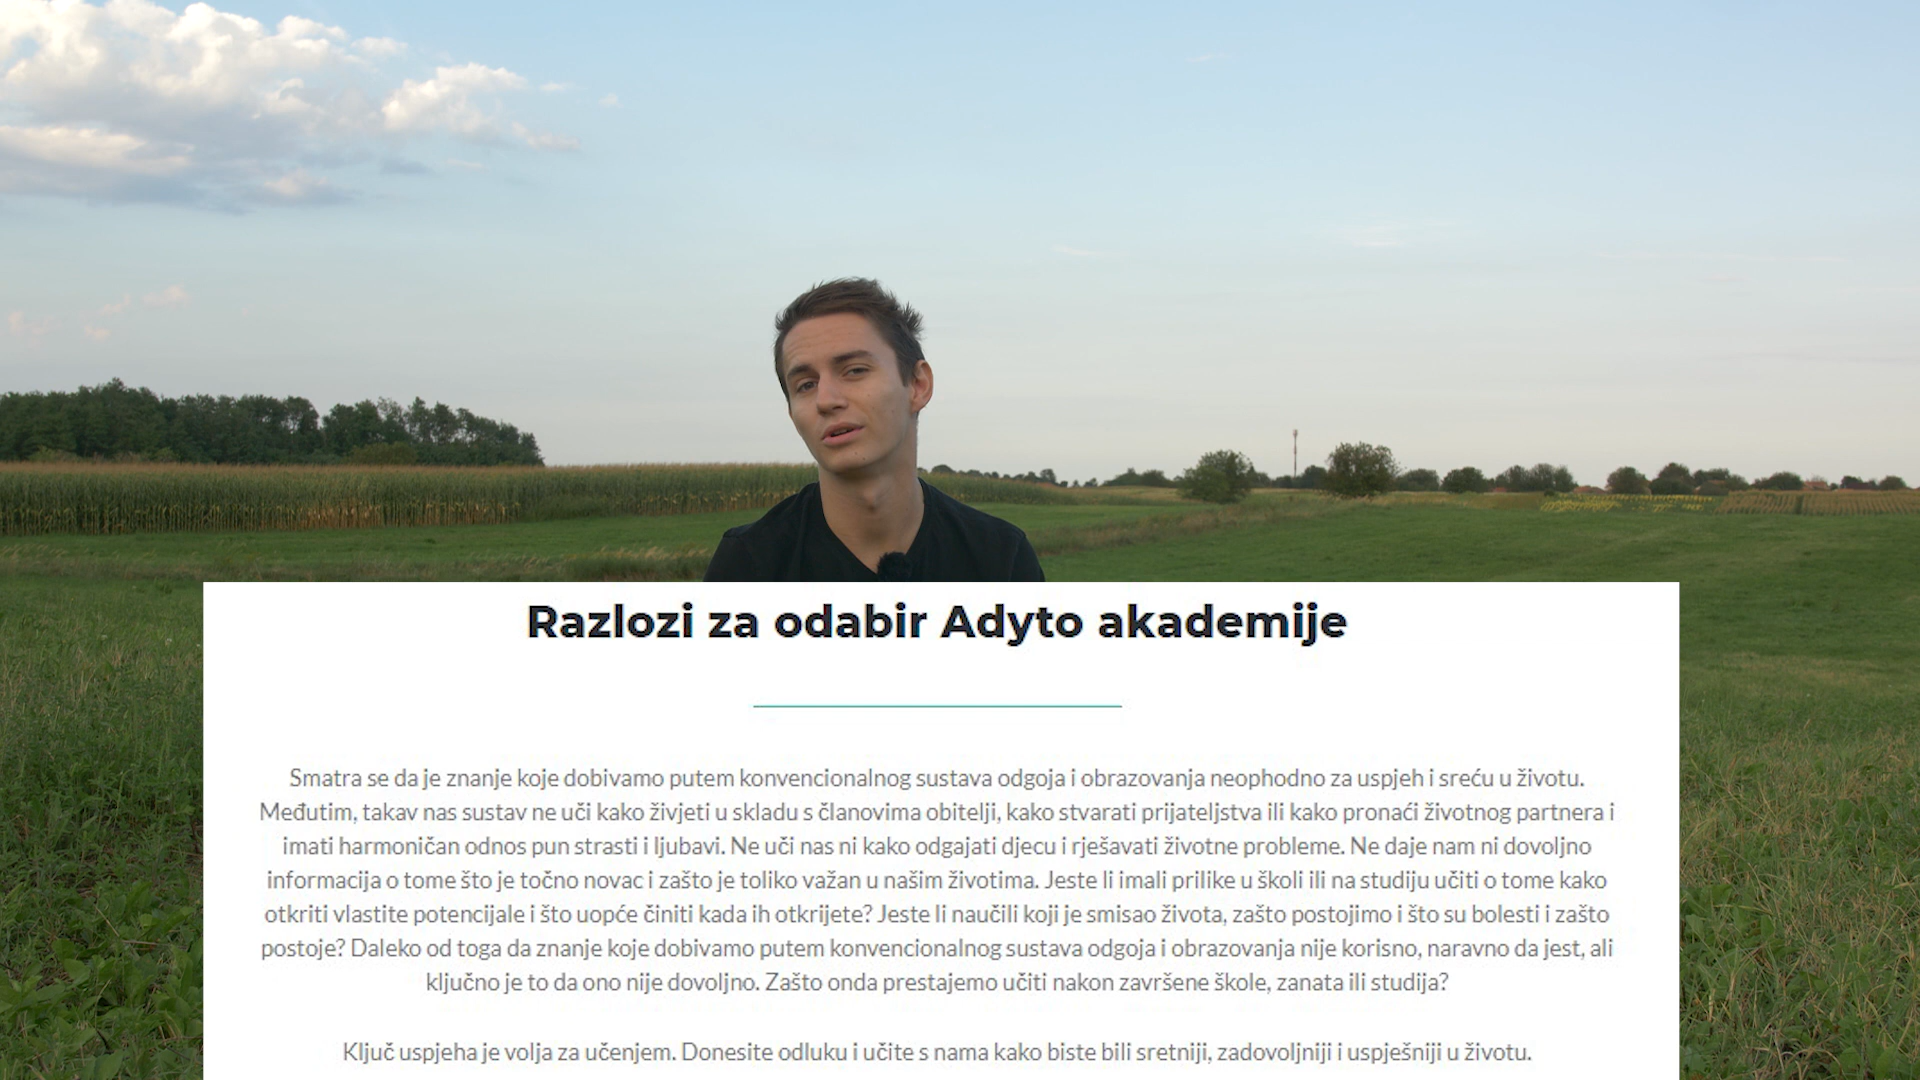 Razlozi za odabir Adyto akademije
Smatra se da je znanje koje dobivamo putem konvencionalnog sustava odgoja i obrazovanja neophodno za uspjeh i sreću u životu.
Međutim, takav nas sustav ne uči kako živjeti u skladu s članovima obitelji, kako stvarati prijateljstva ili kako pronaći životnog partnera i
imati harmoničan odnos pun strasti i ljubavi. Ne uči nas ni kako odgajati djecu i rješavati životne probleme. Ne daje nam ni dovoljno
informacija o tome što je točno novac i zašto je toliko važan u našim životima. Jeste li imali prilike u školi ili na studiju učiti o tome kako
otkriti vlastite potencijale i što uopće činiti kada ih otkrijete? Jeste li naučili koji je smisao života, zašto postojimo i što su bolesti i zašto
postoje? Daleko od toga da znanje koje dobivamo putem konvencionalnog sustava odgoja i obrazovanja nije korisno, naravno da jest, ali
ključno je to da ono nije dovoljno. Zašto onda prestajemo učiti nakon završene škole, zanata ili studija?
Ključ uspjeha je volja za učenjem. Donesite odluku i učite s nama kako biste bili sretniji, zadovoljniji i uspješniji u životu.